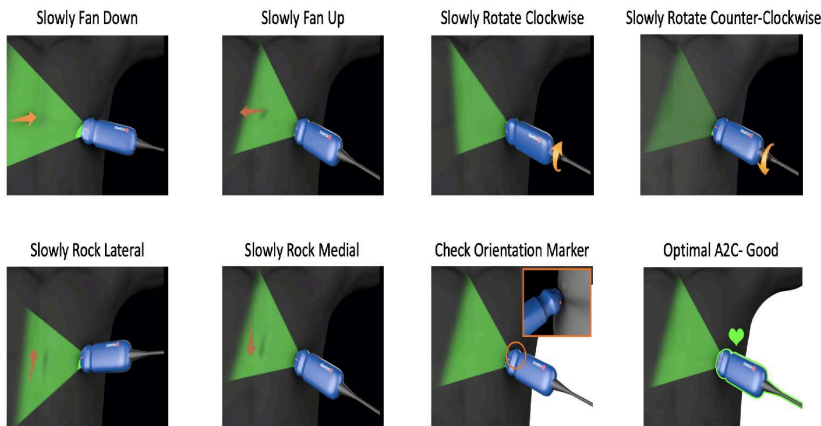 Slowly Fan Down
Slowly Fan Up
Slowly Rotate Clockwise
Slowly Rotate Counter-Clockwise
Slowly Rock Lateral
Slowly Rock Medial
Check Orientation Marker
Optimal A2C- Good